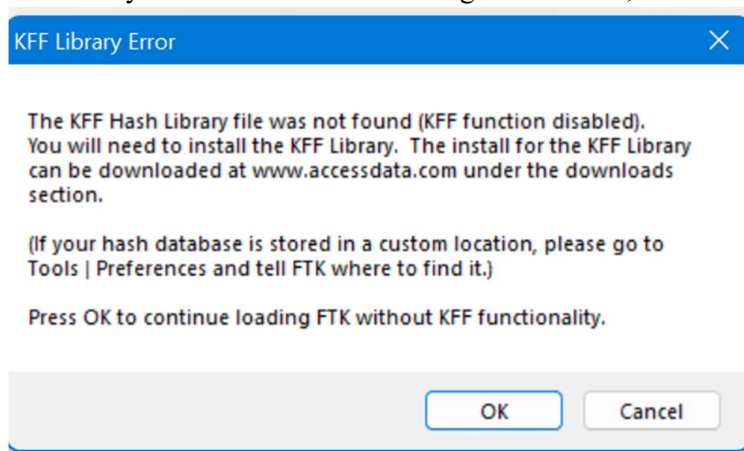 KFF Library Error
The KFF Hash Library file was not found (KFF function disabled).
You will need to install the KFF Library. The install for the KFF Library
can be downloaded at www.accessdata.com under the downloads
section.
(If your hash database is stored in a custom location, please go to
Tools | Preferences and tell FTK where to find it.)
Press OK to continue loading FTK without KFF functionality.
OK Cancel